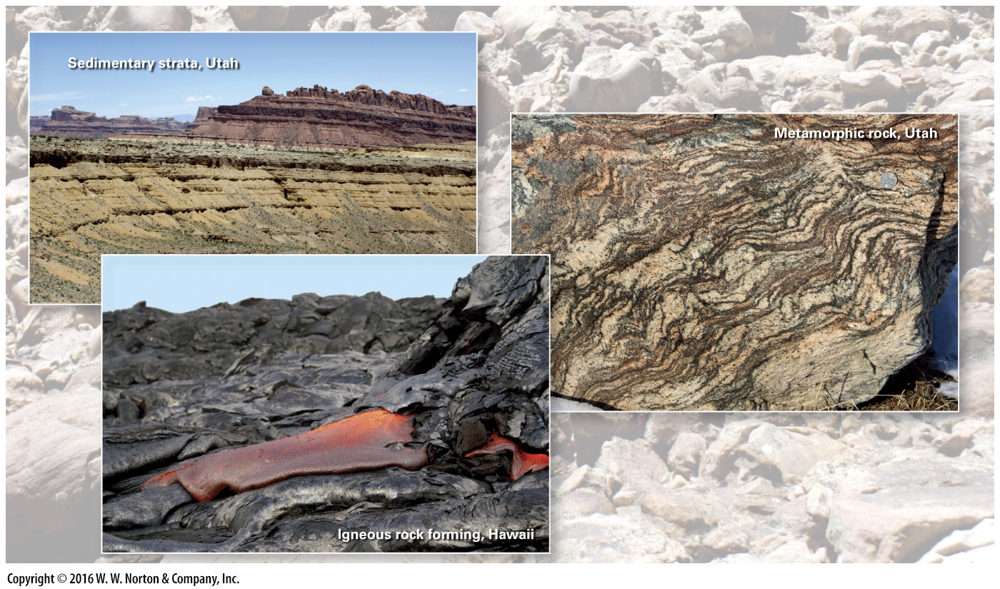 Sedimentary strata, Utah
Metamorphic rock, Utah
Igneous rock forming, Hawaii
Copyright © 2016 W. W. Norton & Company, Inc.